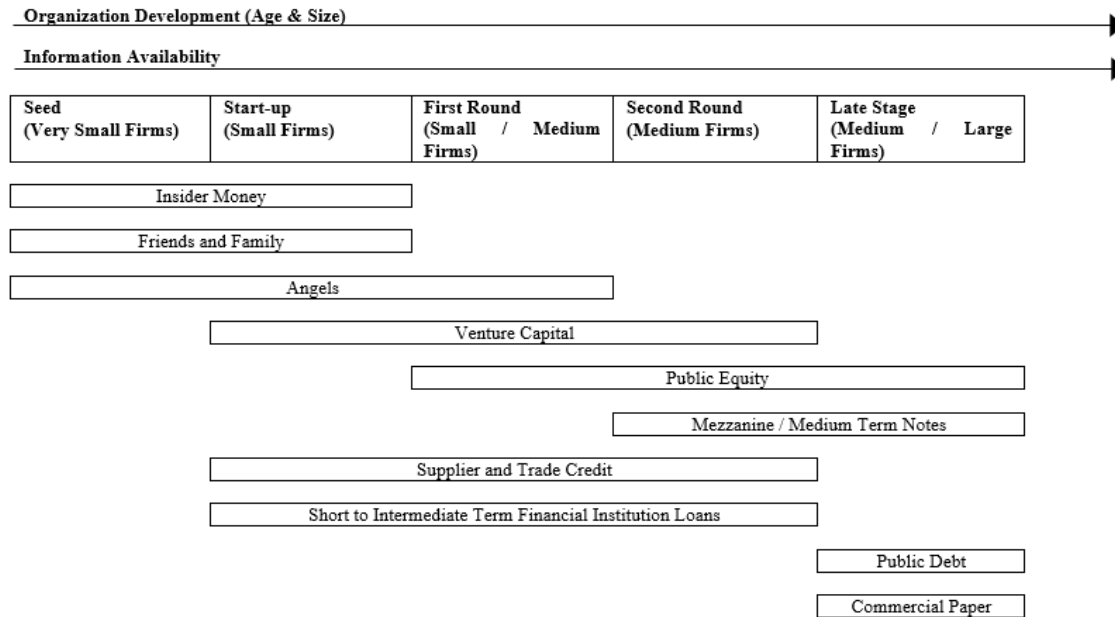 Organization Development (Age & Size)
Information Availability
Seed
(Very Small Firms)
Start-up
(Small Firms)
First Round
(Small / Medium
Firms)
Second Round
(Medium Firms)
Late Stage
(Medium / Large
Firms)
Insider Money
Friends and Family
Angels
Venture Capital
Public Equity
Mezzanine / Medium Term Notes
Supplier and Trade Credit
Short to Intermediate Term Financial Institution Loans
Public Debt
Commercial Paper